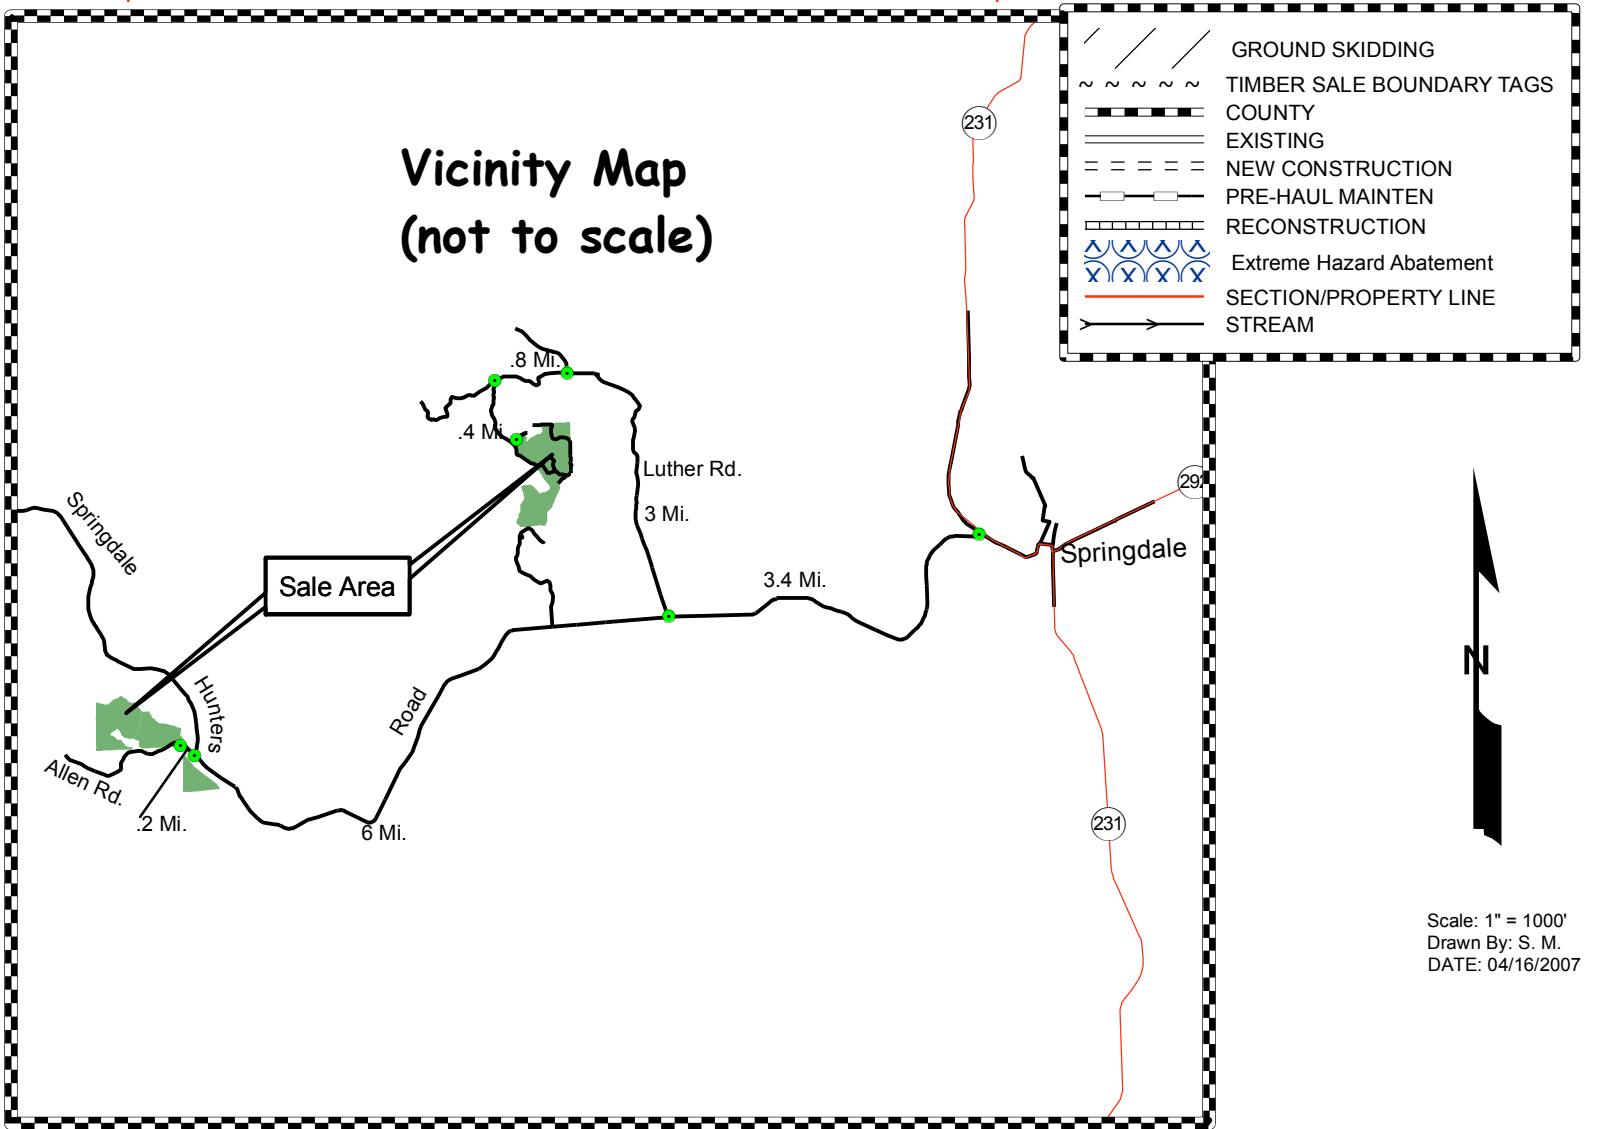 Vicinity Map
(not to scale)
GROUND SKIDDING
TIMBER SALE BOUNDARY TAGS
COUNTY
EXISTING
NEW CONSTRUCTION
PRE-HAUL MAINTEN
RECONSTRUCTION
Extreme Hazard Abatement
SECTION/PROPERTY LINE
STREAM
231
.8 Mi.
.4 Mi.
Luther Rd.
3 Mi.
292
Springdale
Springdale
Sale Area
3.4 Mi.
Hunters
Road
Allen Rd.
.2 Mi.
6 Mi.
231
N
Scale: 1" = 1000'
Drawn By: S. M.
DATE: 04/16/2007